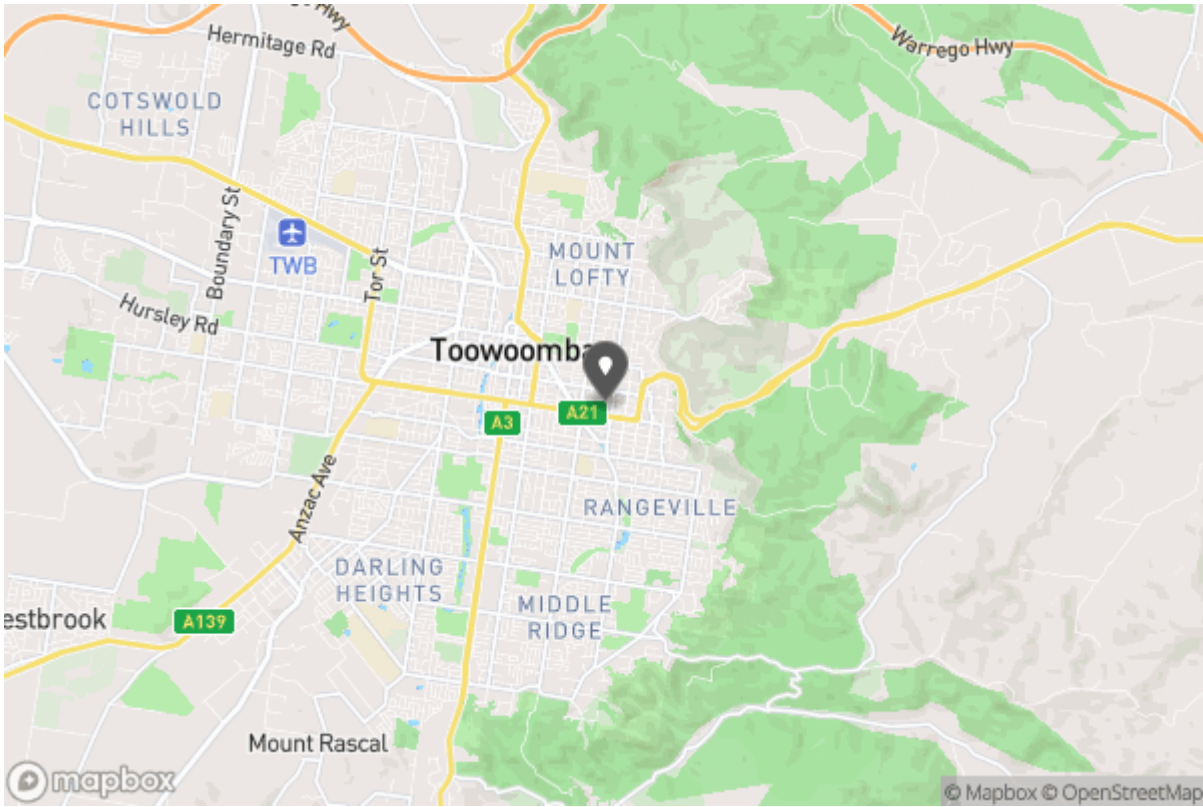 Hwy
Hermitage Rd
Warrego Hwy
COTSWOLD
HILLS
Boundary St
TWB
Tor St
MOUNT
LOFTY
Hursley Rd
Toowoomba
A21
A3
Anzac Ave
RANGEVILLE
DARLING
HEIGHTS
MIDDLE
RIDGE
estbrook
A139
Mount Rascal
mapbox
© Mapbox © OpenStreetMap